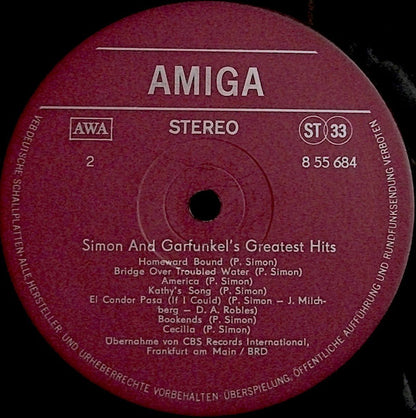 AMIGA
AWA
STEREO
ST 33
2
8 55 684
Simon And Garfunkel's Greatest Hits
Homeward Bound (P. Simon)
Bridge Over Troubled Water (P. Simon)
America (P. Simon)
Kathy's Song (P. Simon)
El Condor Pasa (If I Could) (P. Simon – J. Milch-
berg – D. A. Robles)
Bookends (P. Simon)
Cecilia (P. Simon)
Übernahme von CBS Records International,
Frankfurt am Main / BRD
VEB DEUTSCHE SCHALLPLATTEN · ALLE HERSTELLER- UND URHEBERRECHTE VORBEHALTEN · ÜBERSPIELUNG, ÖFFENTLICHE AUFFÜHRUNG UND RUNDFUNKSENDUNG VERBOTEN